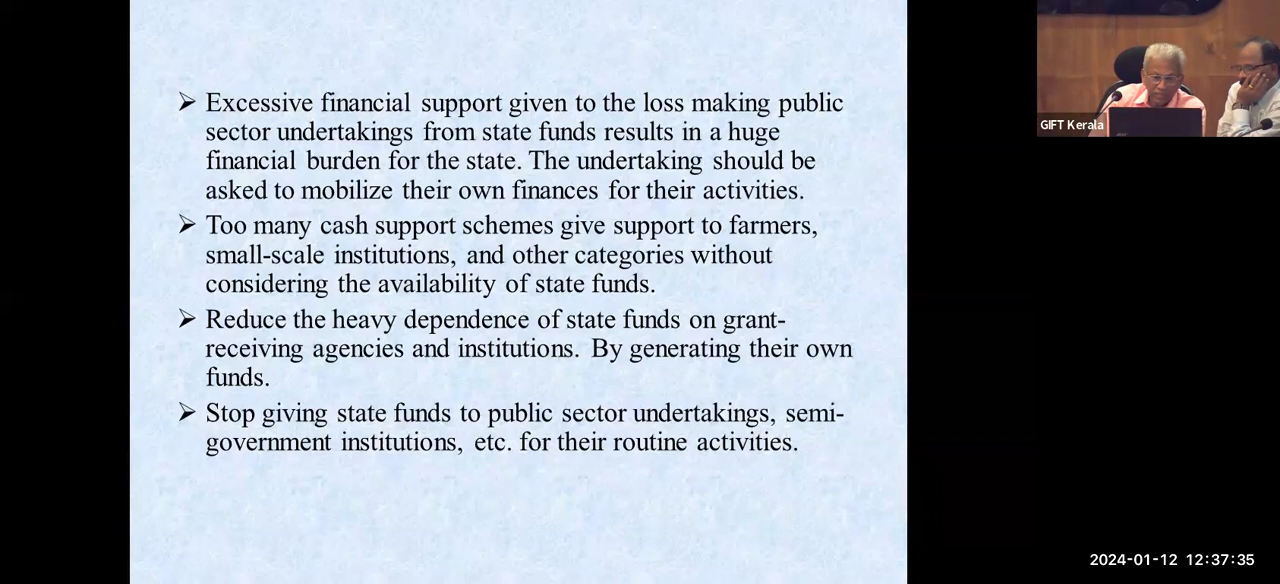 ➢ Excessive financial support given to the loss making public
sector undertakings from state funds results in a huge
financial burden for the state. The undertaking should be
asked to mobilize their own finances for their activities.
➢ Too many cash support schemes give support to farmers,
small-scale institutions, and other categories without
considering the availability of state funds.
➢ Reduce the heavy dependence of state funds on grant-
receiving agencies and institutions. By generating their own
funds.
➢ Stop giving state funds to public sector undertakings, semi-
government institutions, etc. for their routine activities.
GIFT Kerala
2024-01-12 12:37:35